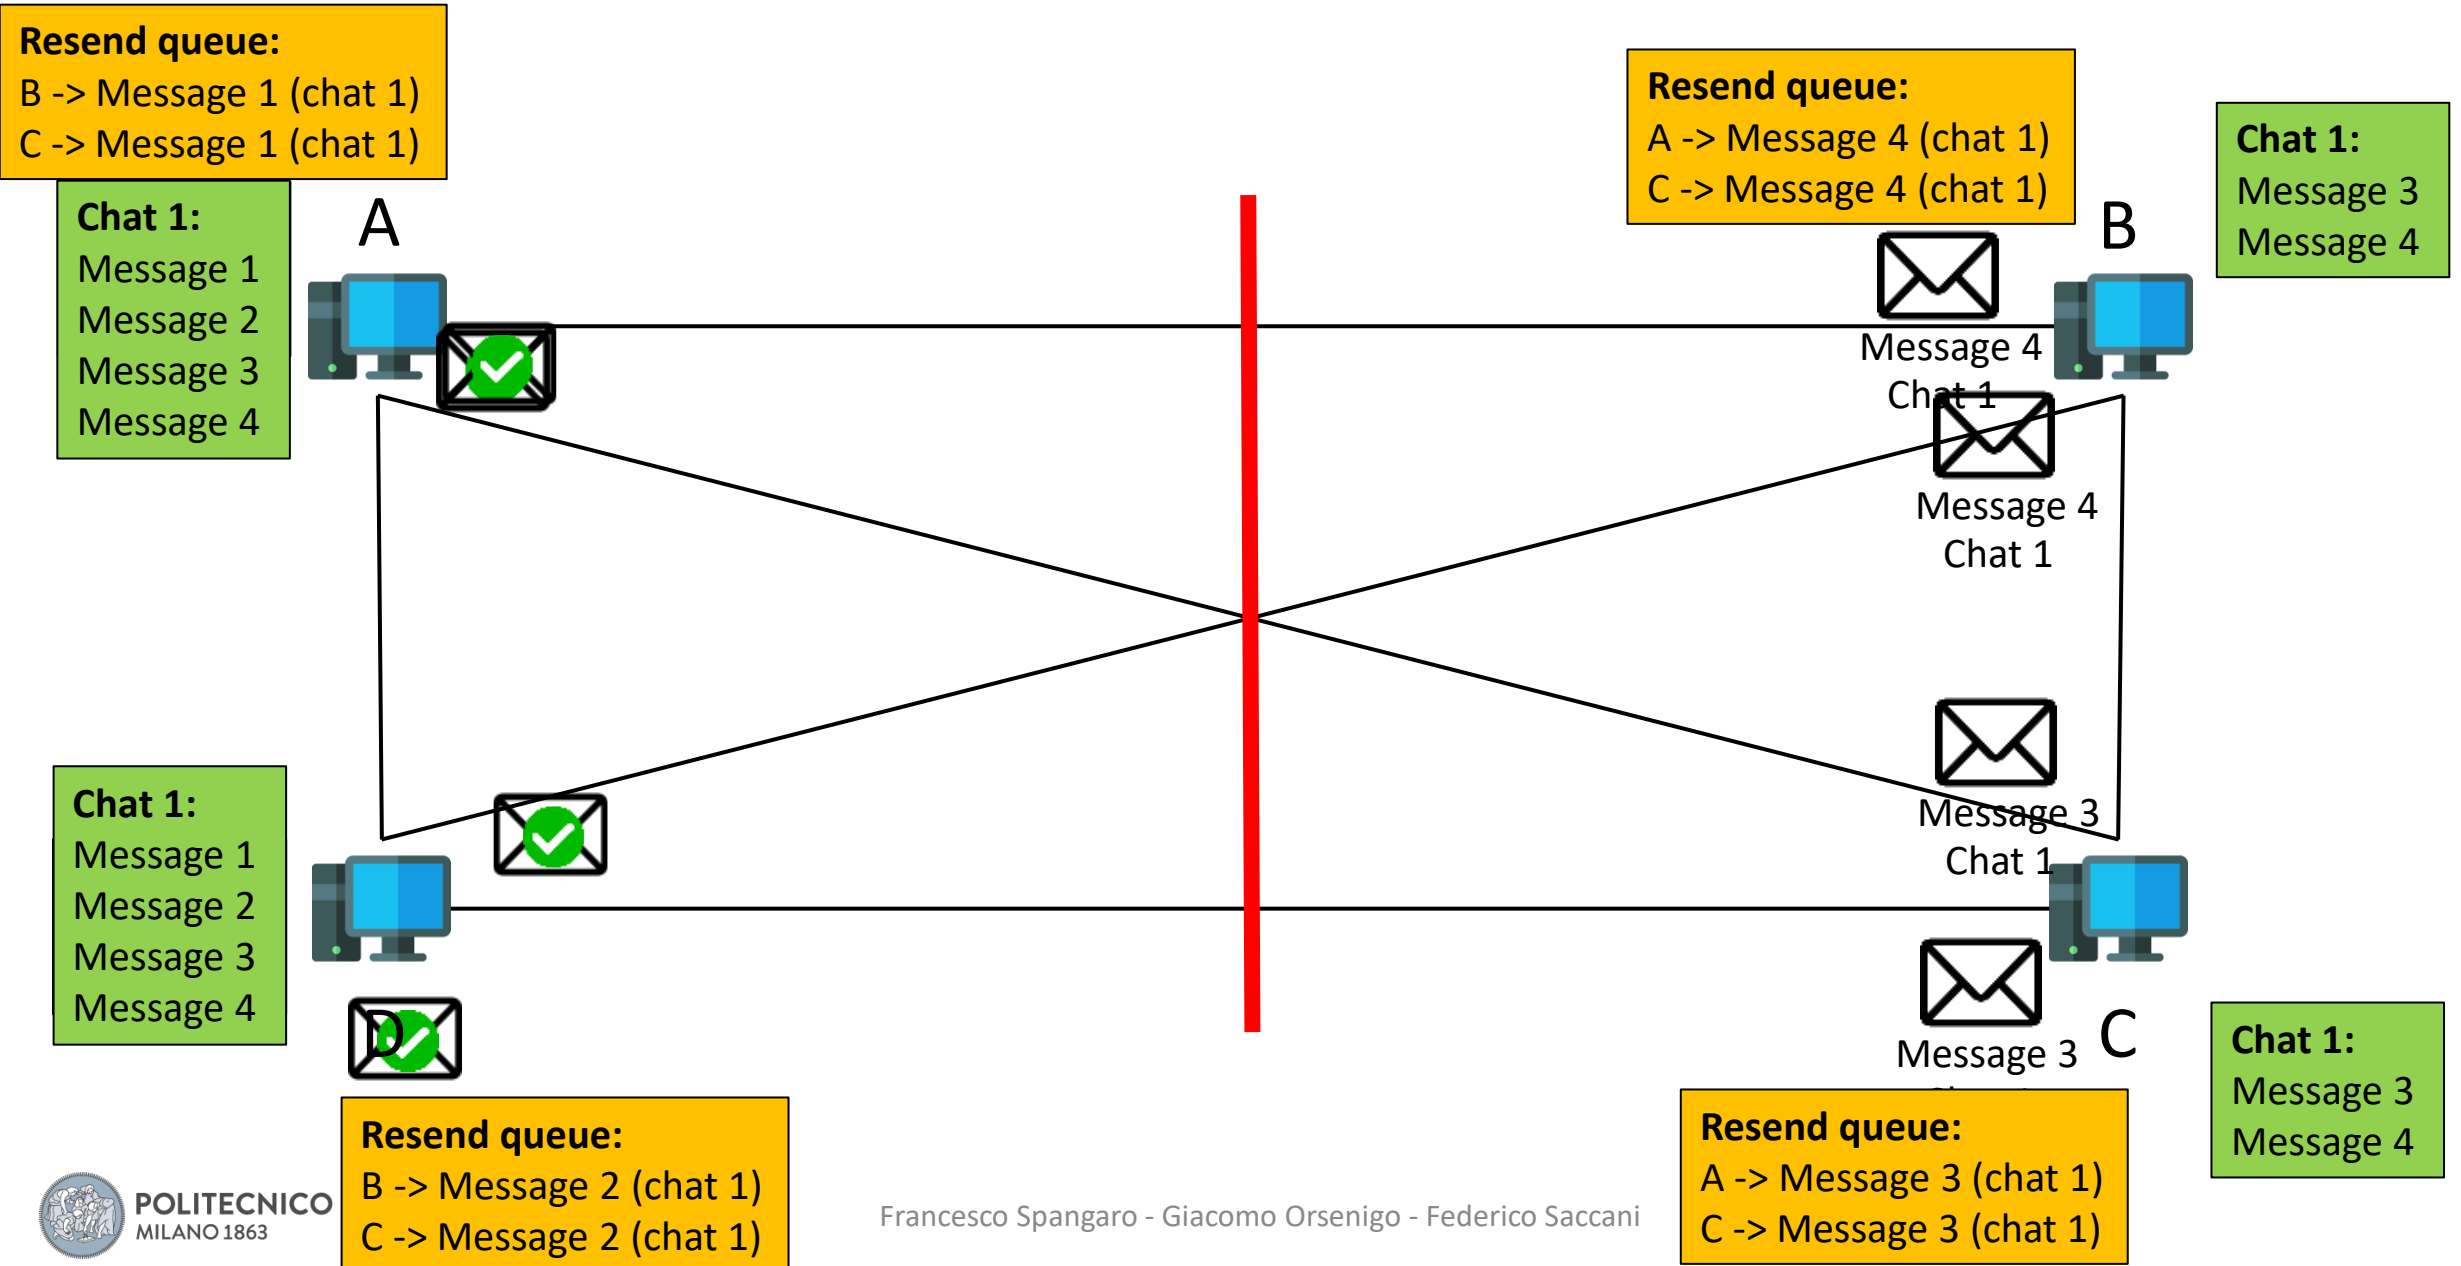 Resend queue:
B -> Message 1 (chat 1)
C -> Message 1 (chat 1)
Chat 1:
Message 1
Message 2
Message 3
Message 4
A
Resend queue:
A -> Message 4 (chat 1)
C -> Message 4 (chat 1)
B
Chat 1:
Message 3
Message 4
Message 4
Chat 1
Message 4
Chat 1
Message 3
Chat 1
Chat 1:
Message 1
Message 2
Message 3
Message 4
D
Message 3
C
Chat 1:
Message 3
Message 4
Resend queue:
B -> Message 2 (chat 1)
C -> Message 2 (chat 1)
Resend queue:
A -> Message 3 (chat 1)
C -> Message 3 (chat 1)
POLITECNICO
MILANO 1863
Francesco Spangaro - Giacomo Orsenigo - Federico Saccani